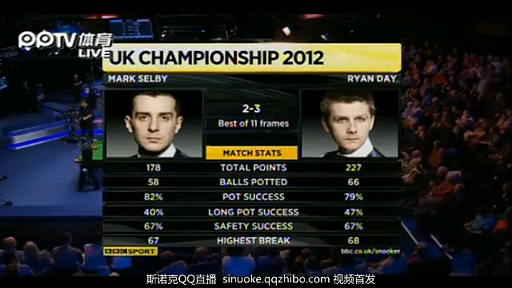 PPTV体育
LIVE
UK CHAMPIONSHIP 2012
MARK SELBY RYAN DAY
2-3
Best of 11 frames
MATCH STATS
178 TOTAL POINTS 227
58 BALLS POTTED 66
82% POT SUCCESS 79%
40% LONG POT SUCCESS 47%
67% SAFETY SUCCESS 67%
67 HIGHEST BREAK 68
BBC SPORT bbc.co.uk/snooker
斯诺克QQ直播 sinuoke.qqzhibo.com 视频首发